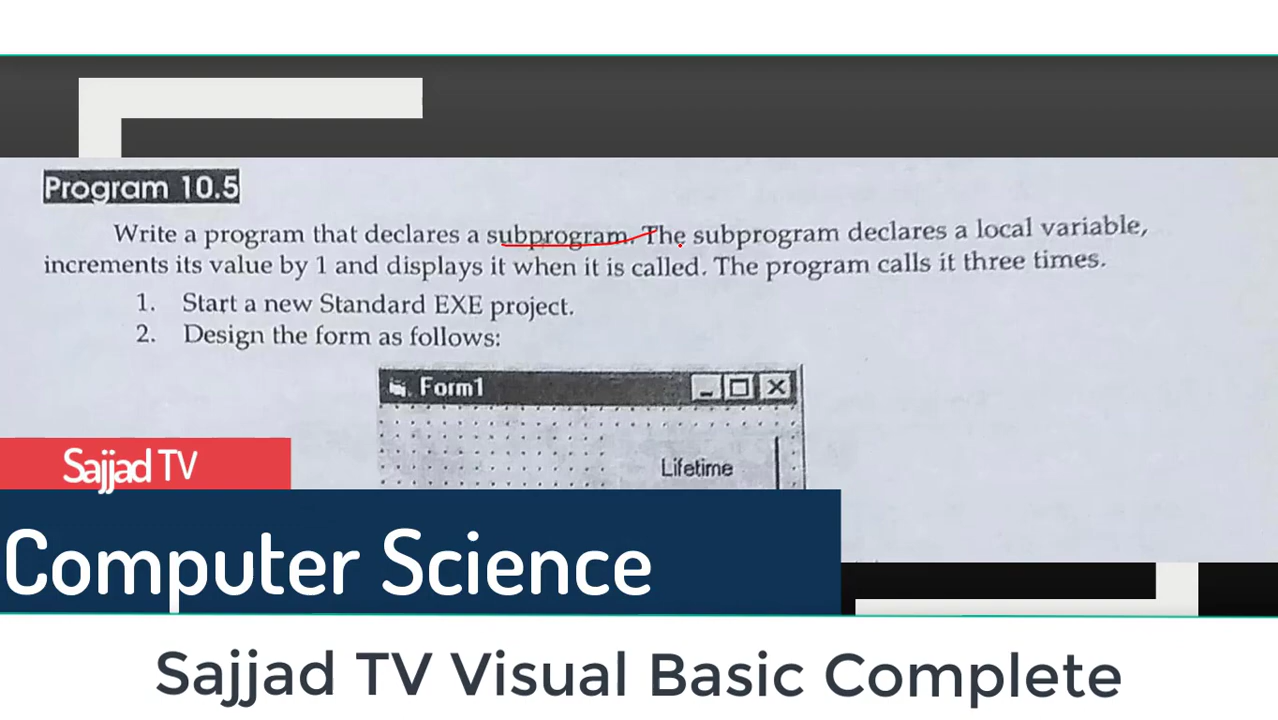 Program 10.5
Write a program that declares a subprogram. The subprogram declares a local variable,
increments its value by 1 and displays it when it is called. The program calls it three times.
1. Start a new Standard EXE project.
2. Design the form as follows:
Form1
Lifetime
Sajjad TV
Computer Science
Sajjad TV Visual Basic Complete